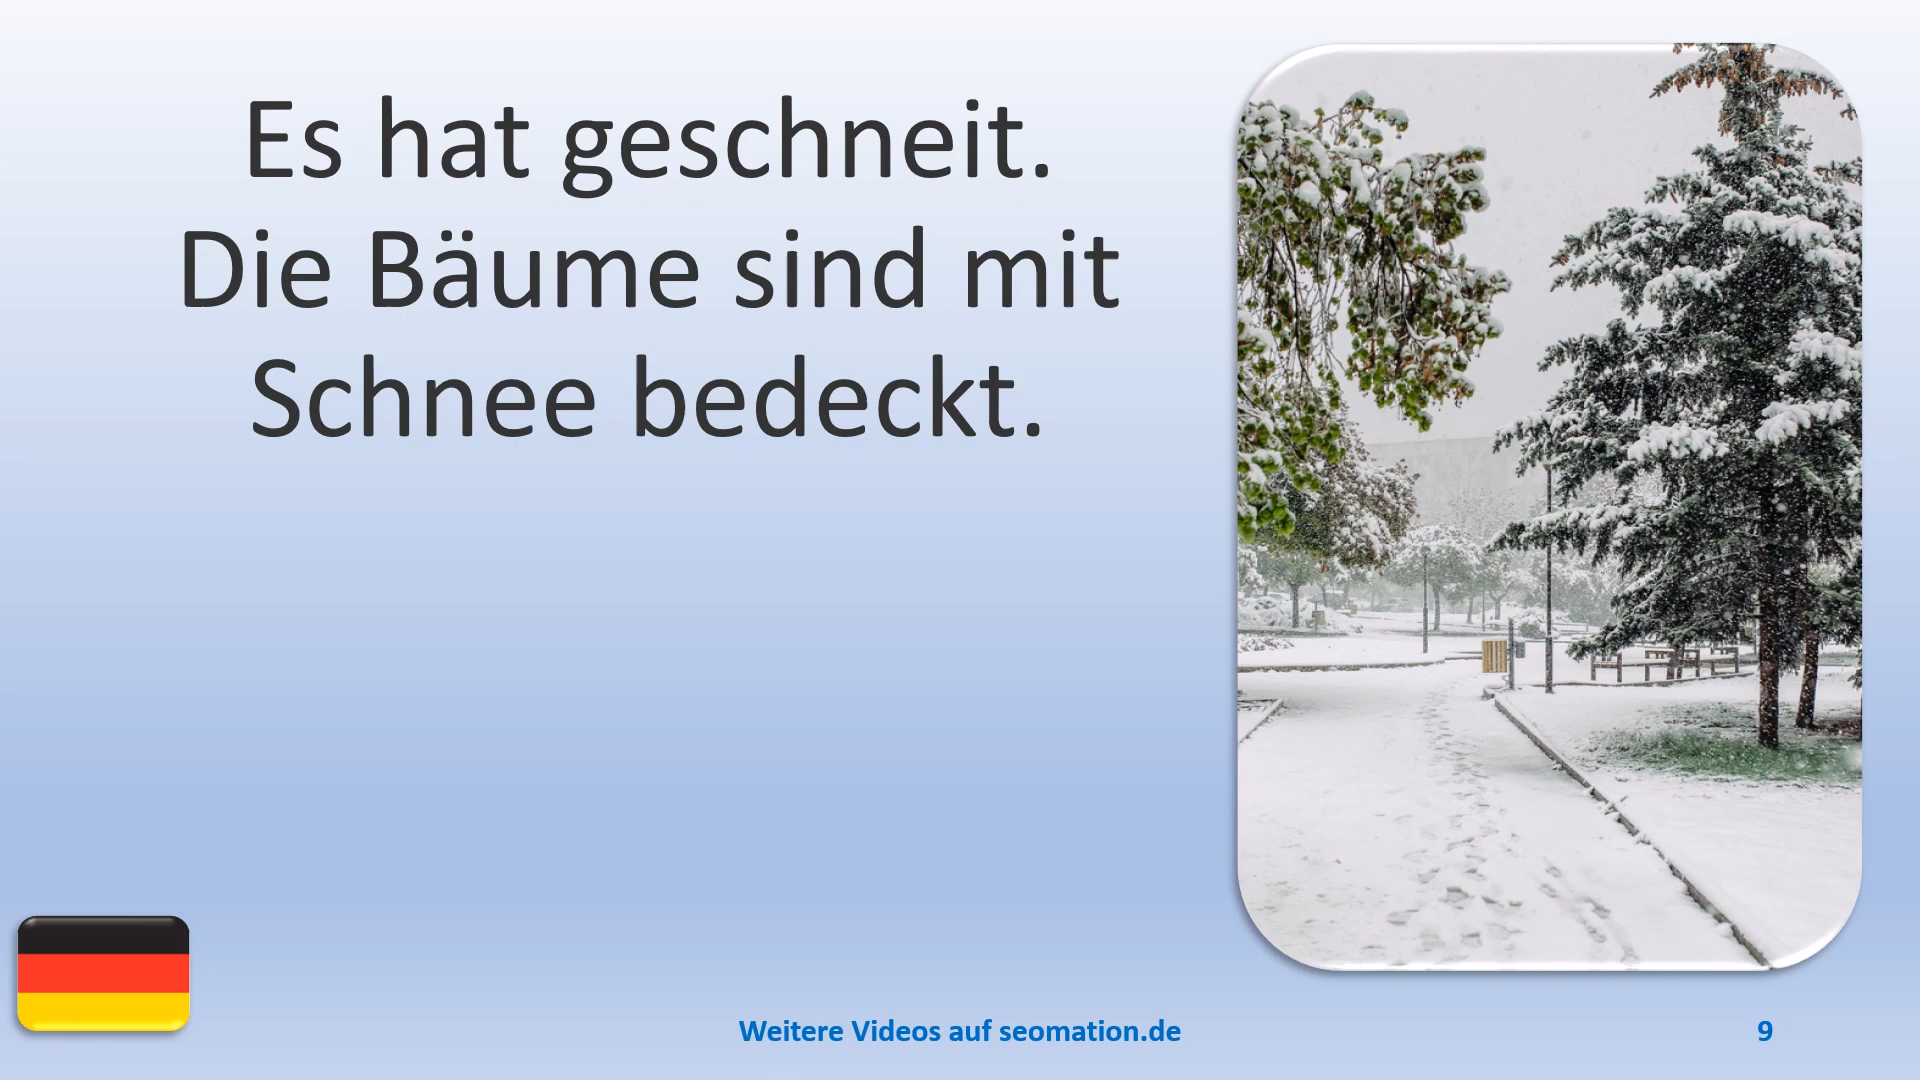 Es hat geschneit.
Die Bäume sind mit
Schnee bedeckt.
Weitere Videos auf seomation.de
9